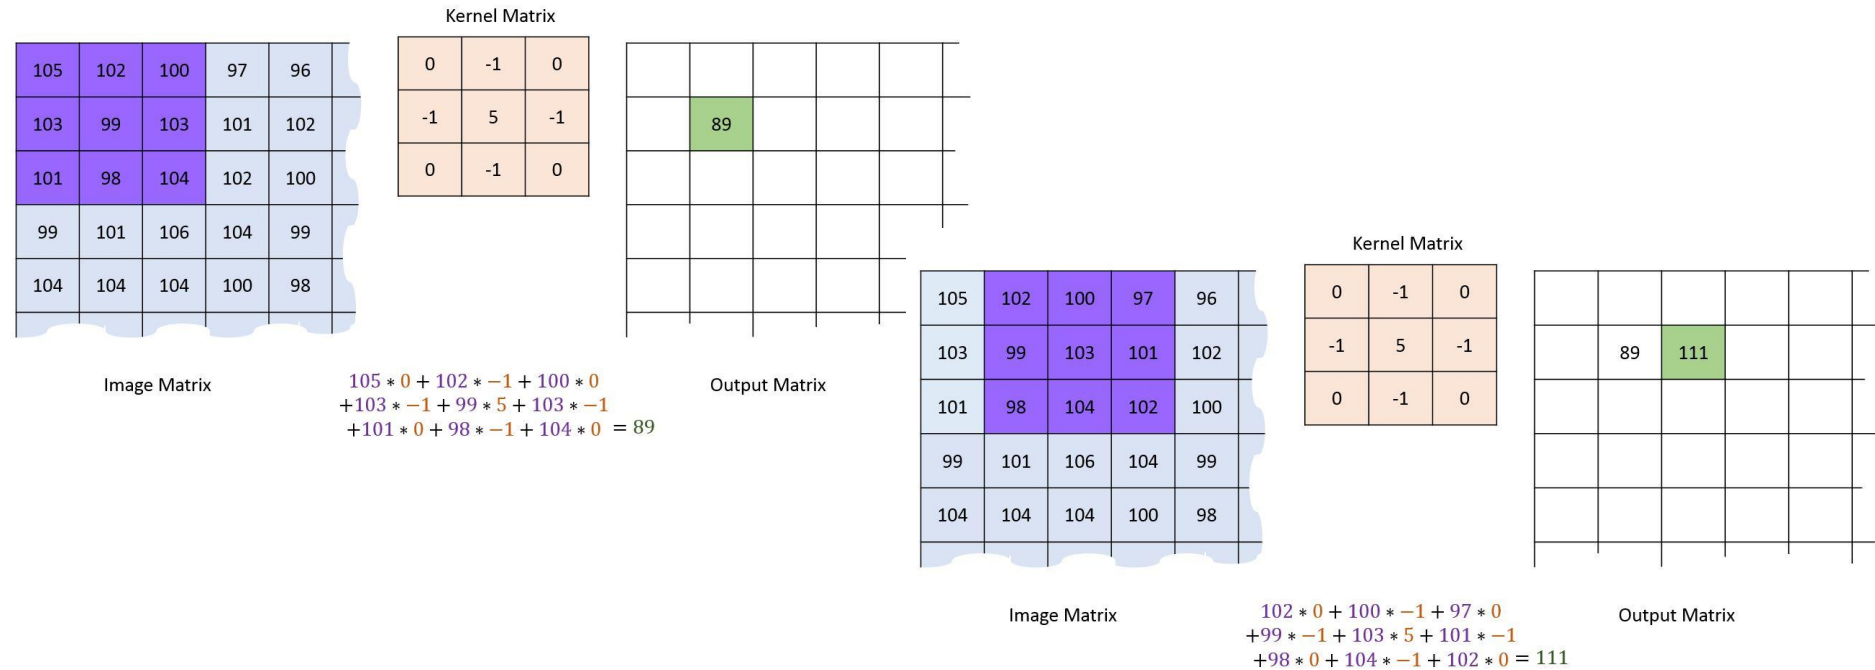 Kernel Matrix
105 102 100 97 96
103 99 103 101 102
101 98 104 102 100
99 101 106 104 99
104 104 104 100 98
0 -1 0
-1 5 -1
0 -1 0
89
Image Matrix
105 * 0 + 102 * −1 + 100 * 0
+103 * −1 + 99 * 5 + 103 * −1
+101 * 0 + 98 * −1 + 104 * 0 = 89
Output Matrix
Kernel Matrix
105 102 100 97 96
103 99 103 101 102
101 98 104 102 100
99 101 106 104 99
104 104 104 100 98
0 -1 0
-1 5 -1
0 -1 0
89 111
Image Matrix
102 * 0 + 100 * −1 + 97 * 0
+99 * −1 + 103 * 5 + 101 * −1
+98 * 0 + 104 * −1 + 102 * 0 = 111
Output Matrix